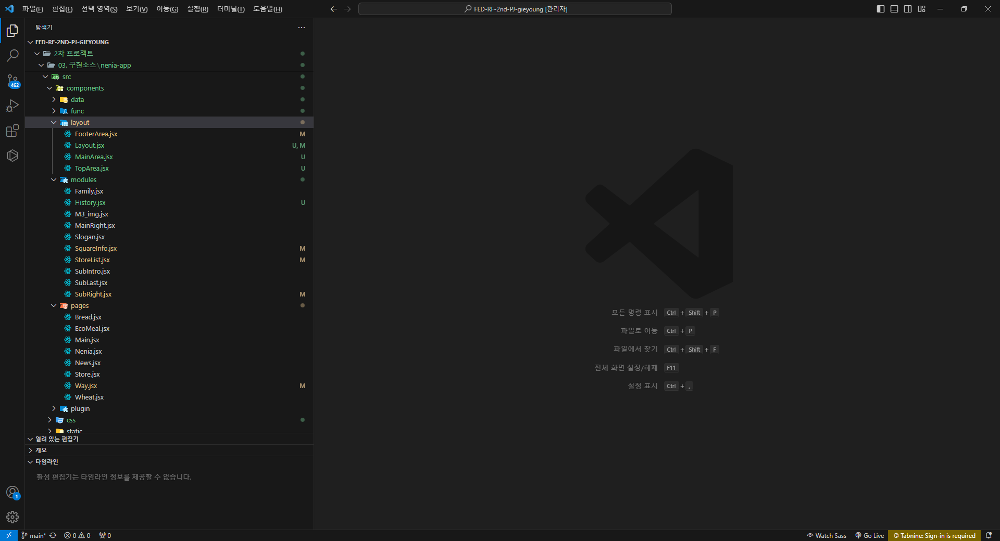 파일(F) 편집(E) 선택 영역(S) 보기(V) 이동(G) 실행(R) 터미널(T) 도움말(H)
FED-RF-2nd-PJ-gieyoung [관리자]
탐색기
FED-RF-2ND-PJ-GIEYOUNG
2차 프로젝트
03. 구현소스\nenia-app
src
components
data
func
layout
FooterArea.jsx M
Layout.jsx U, M
MainArea.jsx U
TopArea.jsx U
modules
Family.jsx
History.jsx U
M3_img.jsx
MainRight.jsx
Slogan.jsx
SquareInfo.jsx M
StoreList.jsx M
SubIntro.jsx
SubLast.jsx
SubRight.jsx M
pages
Bread.jsx
EcoMeal.jsx
Main.jsx
Nenia.jsx
News.jsx
Store.jsx
Way.jsx M
Wheat.jsx
plugin
css
static
열려 있는 편집기
개요
타임라인
활성 편집기는 타임라인 정보를 제공할 수 없습니다.
462
1
모든 명령 표시 Ctrl + Shift + P
파일로 이동 Ctrl + P
파일에서 찾기 Ctrl + Shift + F
전체 화면 설정/해제 F11
설정 표시 Ctrl + ,
main* 0 0 0
Watch Sass Go Live Tabnine: Sign-in is required